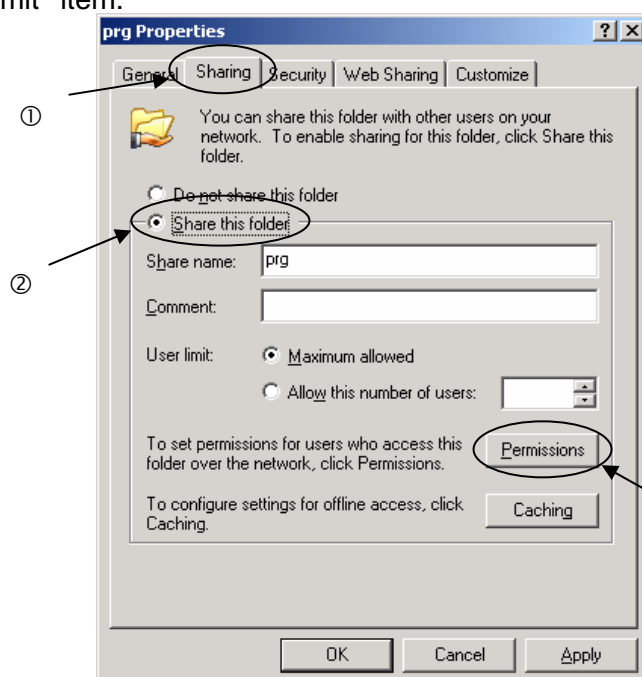 mit" item.
prg Properties
? X
General Sharing Security Web Sharing Customize
①
You can share this folder with other users on your
network. To enable sharing for this folder, click Share this
folder.
Do not share this folder
Share this folder
②
Share name: prg
Comment:
User limit: Maximum allowed
Allow this number of users:
To set permissions for users who access this
folder over the network, click Permissions.
Permissions
To configure settings for offline access, click
Caching.
Caching
OK Cancel Apply